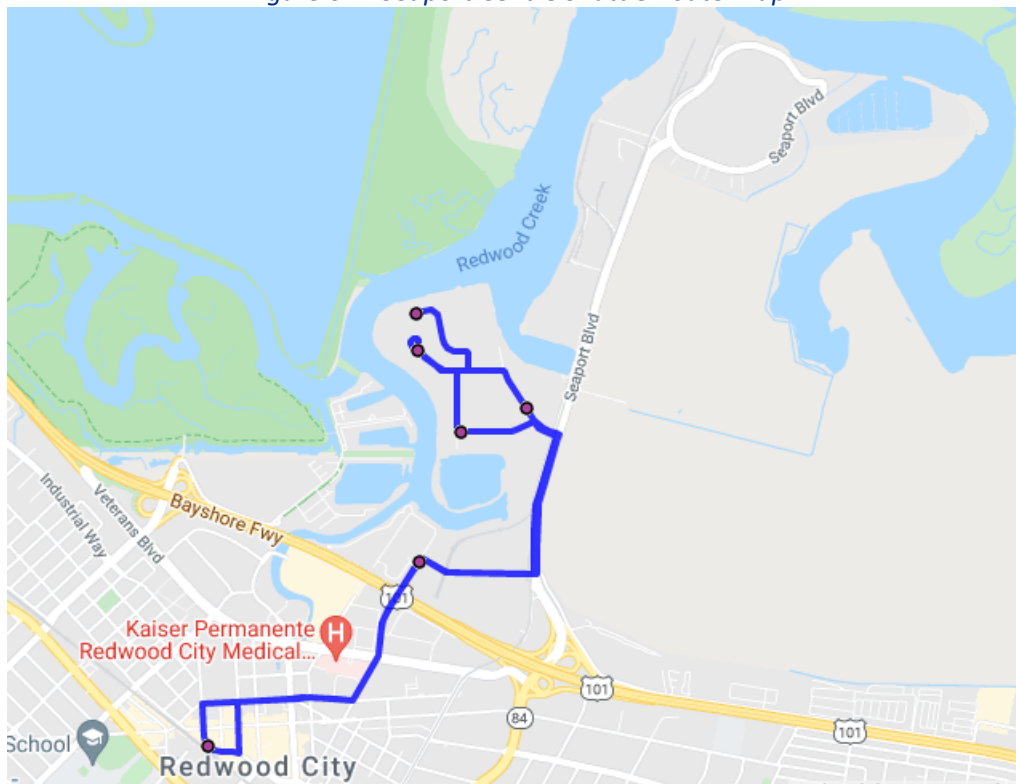 Seaport Blvd
Redwood Creek
Seaport Blvd
Industrial Way
Veterans Blvd
Bayshore Fwy
101
Kaiser Permanente
Redwood City Medical...
H
101
84
101
School
Redwood City